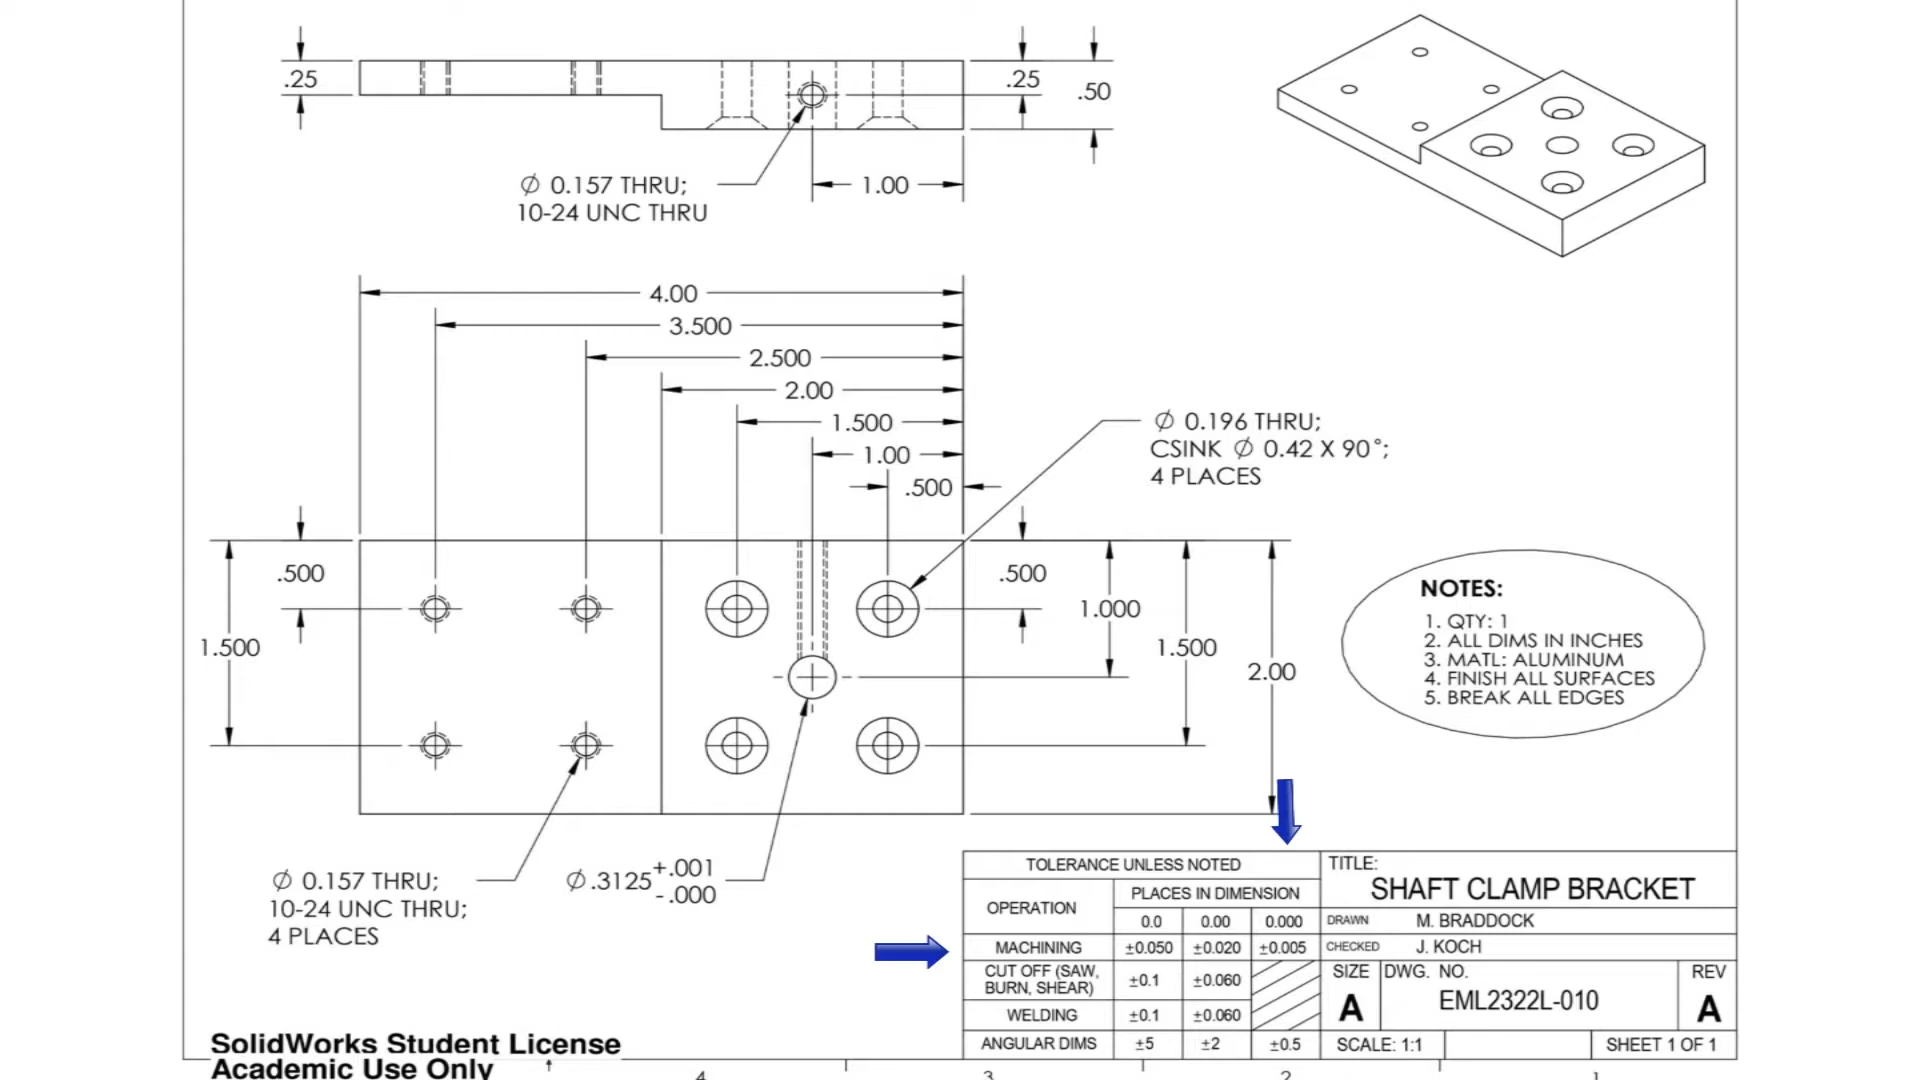 .25
.25
.50
Ø 0.157 THRU;
10-24 UNC THRU
1.00
4.00
3.500
2.500
2.00
1.500
1.00
.500
Ø 0.196 THRU;
CSINK Ø 0.42 X 90°;
4 PLACES
.500
1.500
.500
1.000
1.500
2.00
NOTES:
1. QTY: 1
2. ALL DIMS IN INCHES
3. MATL: ALUMINUM
4. FINISH ALL SURFACES
5. BREAK ALL EDGES
Ø 0.157 THRU;
10-24 UNC THRU;
4 PLACES
Ø.3125 +.001
-.000
TOLERANCE UNLESS NOTED
OPERATION
PLACES IN DIMENSION
0.0 0.00 0.000
MACHINING ±0.050 ±0.020 ±0.005
CUT OFF (SAW,
BURN, SHEAR) ±0.1 ±0.060
WELDING ±0.1 ±0.060
ANGULAR DIMS ±5 ±2 ±0.5
TITLE:
SHAFT CLAMP BRACKET
DRAWN M. BRADDOCK
CHECKED J. KOCH
SIZE
A
DWG. NO.
EML2322L-010
REV
A
SCALE: 1:1
SHEET 1 OF 1
SolidWorks Student License
Academic Use Only
4 3 2 1